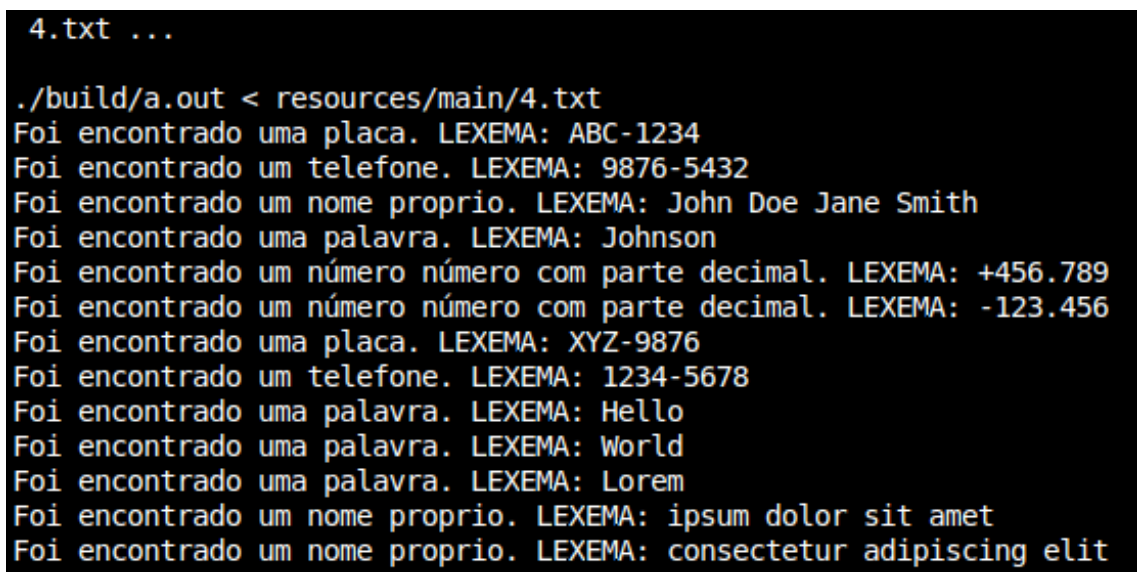 4.txt ...
./build/a.out < resources/main/4.txt
Foi encontrado uma placa. LEXEMA: ABC-1234
Foi encontrado um telefone. LEXEMA: 9876-5432
Foi encontrado um nome proprio. LEXEMA: John Doe Jane Smith
Foi encontrado uma palavra. LEXEMA: Johnson
Foi encontrado um número número com parte decimal. LEXEMA: +456.789
Foi encontrado um número número com parte decimal. LEXEMA: -123.456
Foi encontrado uma placa. LEXEMA: XYZ-9876
Foi encontrado um telefone. LEXEMA: 1234-5678
Foi encontrado uma palavra. LEXEMA: Hello
Foi encontrado uma palavra. LEXEMA: World
Foi encontrado uma palavra. LEXEMA: Lorem
Foi encontrado um nome proprio. LEXEMA: ipsum dolor sit amet
Foi encontrado um nome proprio. LEXEMA: consectetur adipiscing elit